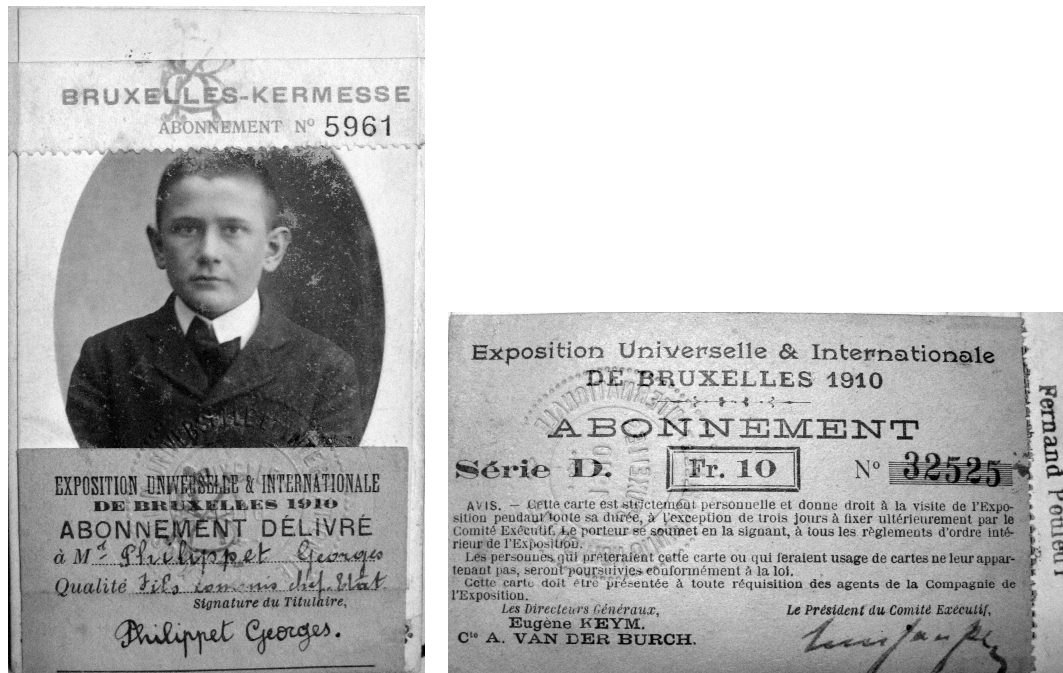 BRUXELLES-KERMESSE
ABONNEMENT Nº 5961
EXPOSITION UNIVERSELLE & INTERNATIONALE
DE BRUXELLES 1910
ABONNEMENT DÉLIVRÉ
à Mʳ Philippet Georges
Qualité Fils commis
Signature du Titulaire,
Philippet Georges.
Exposition Universelle & Internationale
DE BRUXELLES 1910
ABONNEMENT
Série D. Fr. 10 Nº 32525
AVIS. — Cette carte est strictement personnelle et donne droit à la visite de l'Expo-
sition pendant toute sa durée, à l'exception de trois jours à fixer ultérieurement par le
Comité Exécutif. Le porteur se soumet en la signant, à tous les règlements d'ordre inté-
rieur de l'Exposition.
Les personnes qui prêteraient cette carte ou qui feraient usage de cartes ne leur appar-
tenant pas, seront poursuivies conformément à la loi.
Cette carte doit être présentée à toute réquisition des agents de la Compagnie de
l'Exposition.
Les Directeurs Généraux,
Eugène KEYM.
Cᵗᵉ A. VAN DER BURCH.
Le Président du Comité Exécutif,
Fernand